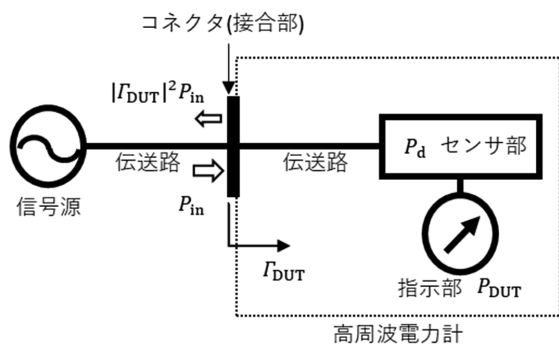 コネクタ(接合部)
|Γ_DUT|²P_in
P_d センサ部
伝送路
伝送路
信号源
P_in
Γ_DUT
指示部 P_DUT
高周波電力計